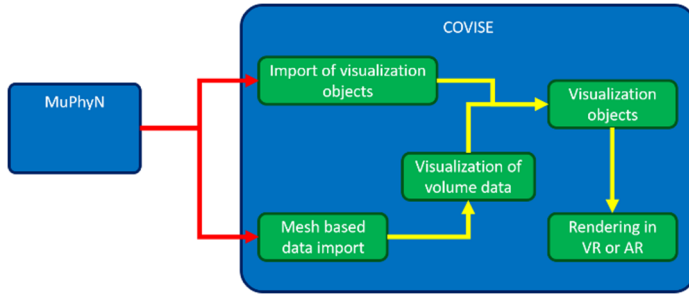 COVISE
MuPhyN
Import of visualization
objects
Visualization
objects
Visualization of
volume data
Mesh based
data import
Rendering in
VR or AR